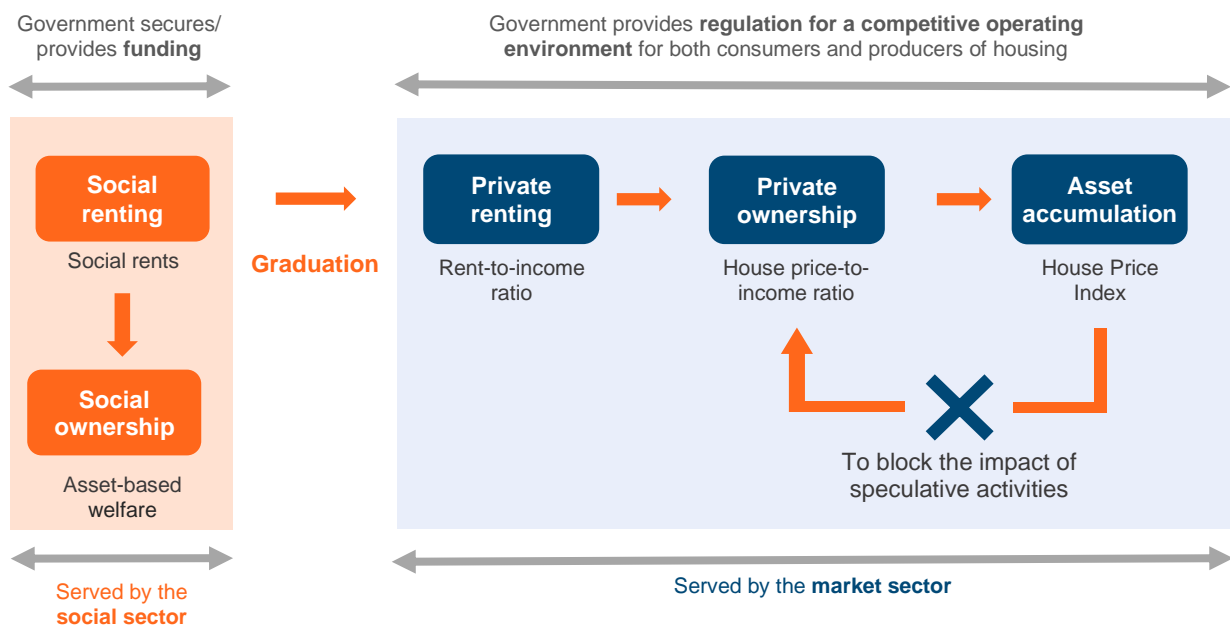 Government secures/
provides funding
Government provides regulation for a competitive operating
environment for both consumers and producers of housing
Social
renting
Social rents
Social
ownership
Asset-based
welfare
Graduation
Private
renting
Rent-to-income
ratio
Private
ownership
House price-to-
income ratio
Asset
accumulation
House Price
Index
To block the impact of
speculative activities
Served by the
social sector
Served by the market sector